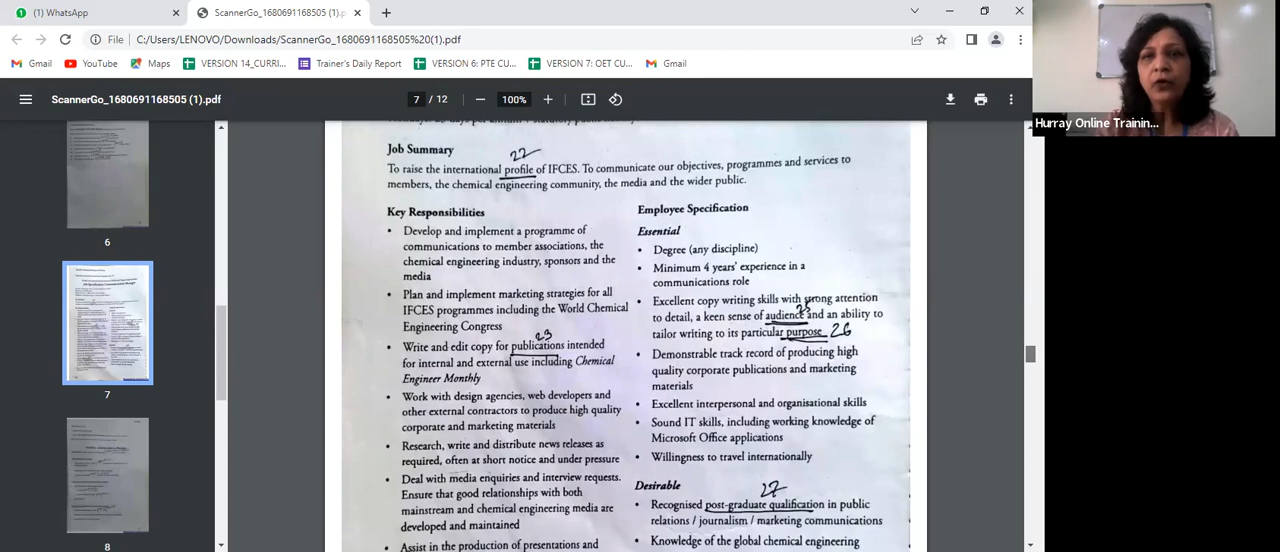 (1) WhatsApp
ScannerGo_1680691168505 (1).p
File
C:/Users/LENOVO/Downloads/ScannerGo_1680691168505%20(1).pdf
Gmail
YouTube
Maps
VERSION 14_CURRI...
Trainer's Daily Report
VERSION 6: PTE CU...
VERSION 7: OET CU...
Gmail
ScannerGo_1680691168505 (1).pdf
7 / 12
100%
Hurray Online Trainin...
6
7
8
Job Summary
22
To raise the international profile of IFCES. To communicate our objectives, programmes and services to
members, the chemical engineering community, the media and the wider public.
Key Responsibilities
• Develop and implement a programme of
communications to member associations, the
chemical engineering industry, sponsors and the
media
• Plan and implement marketing strategies for all
IFCES programmes including the World Chemical
Engineering Congress
23
• Write and edit copy for publications intended
for internal and external use including Chemical
Engineer Monthly
• Work with design agencies, web developers and
other external contractors to produce high quality
corporate and marketing materials
• Research, write and distribute news releases as
required, often at short notice and under pressure
• Deal with media enquiries and interview requests.
Ensure that good relationships with both
mainstream and chemical engineering media are
developed and maintained
• Assist in the production of presentations and
Employee Specification
Essential
• Degree (any discipline)
• Minimum 4 years' experience in a
communications role
• Excellent copy writing skills with strong attention
to detail, a keen sense of audience and an ability to
tailor writing to its particular purpose 26
• Demonstrable track record of producing high
quality corporate publications and marketing
materials
• Excellent interpersonal and organisational skills
• Sound IT skills, including working knowledge of
Microsoft Office applications
• Willingness to travel internationally
Desirable
27
• Recognised post-graduate qualification in public
relations / journalism / marketing communications
• Knowledge of the global chemical engineering